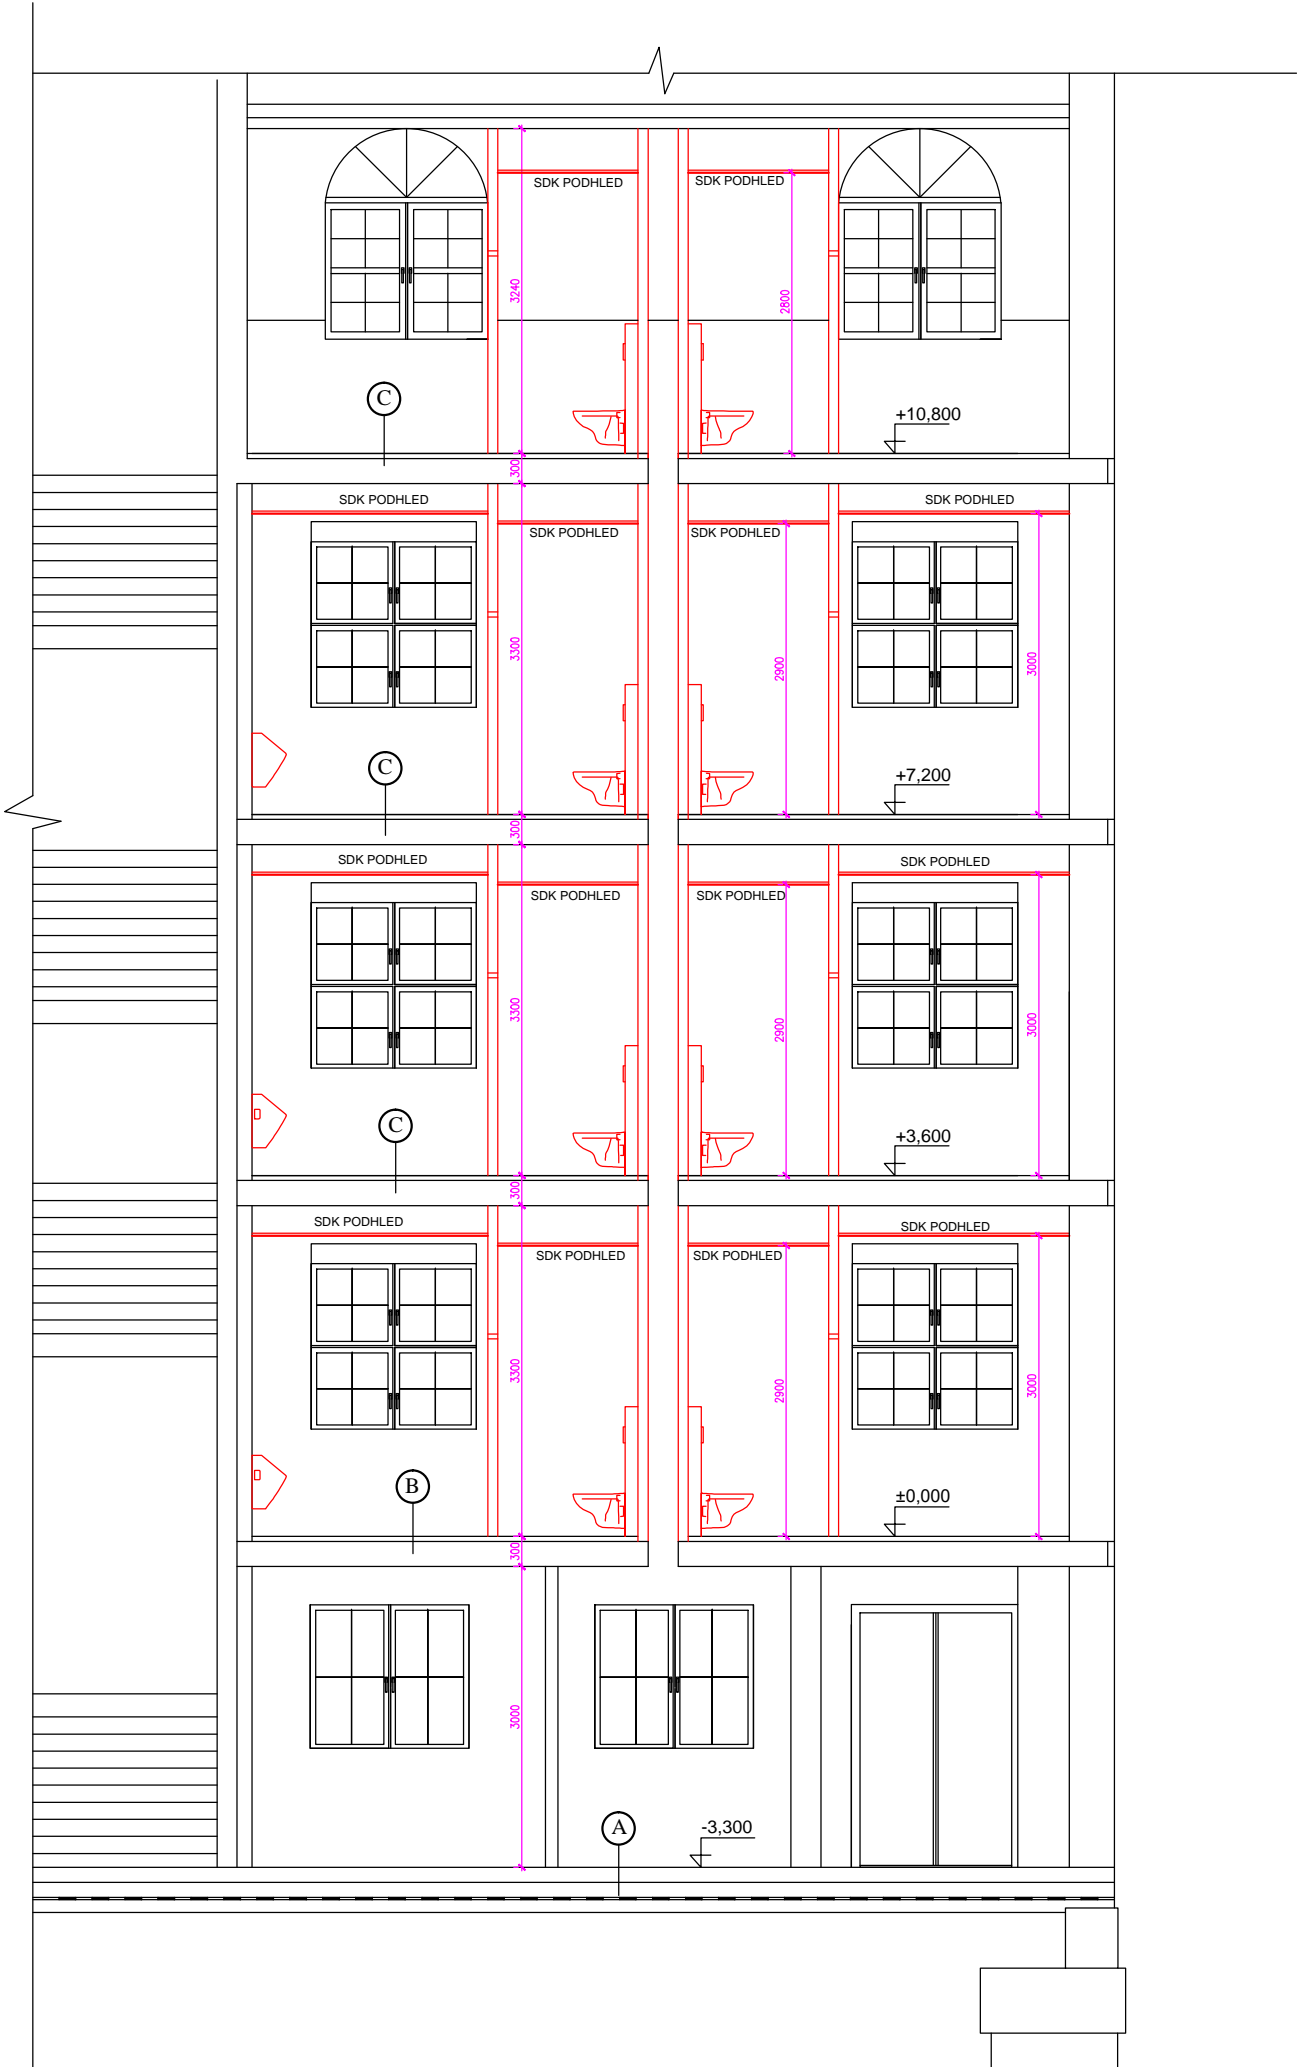 SDK PODHLED
SDK PODHLED
3240
2800
C
+10,800
300
SDK PODHLED
SDK PODHLED
SDK PODHLED
SDK PODHLED
3300
2900
3000
C
+7,200
300
SDK PODHLED
SDK PODHLED
SDK PODHLED
SDK PODHLED
3300
2900
3000
C
+3,600
300
SDK PODHLED
SDK PODHLED
SDK PODHLED
SDK PODHLED
3300
2900
3000
B
±0,000
300
3000
A
-3,300